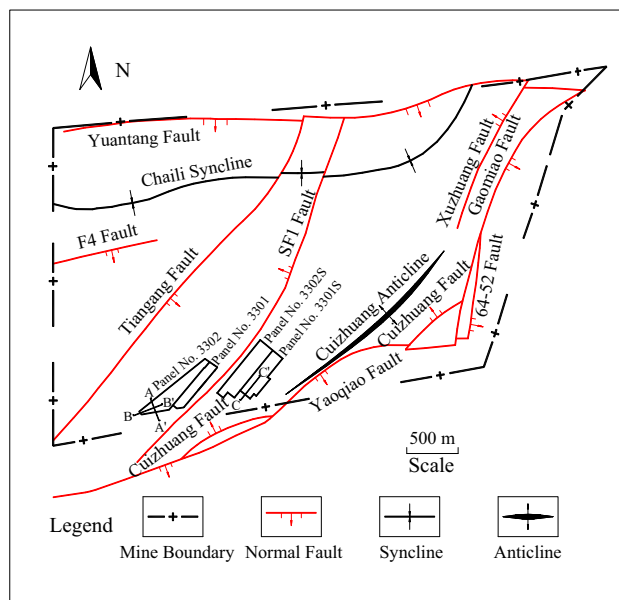 N
Yuantang Fault
Chaili Syncline
Xuzhuang Fault
Gaomiao Fault
F4 Fault
SF1 Fault
Tiangang Fault
64-52 Fault
Cuizhuang Anticline
Cuizhuang Fault
Panel No. 3302
Panel No. 3301
Panel No. 3302S
Panel No. 3301S
A
B
B'
A'
C'
C
Yaoqiao Fault
Cuizhuang Fault
500 m
Scale
Legend
Mine Boundary
Normal Fault
Syncline
Anticline